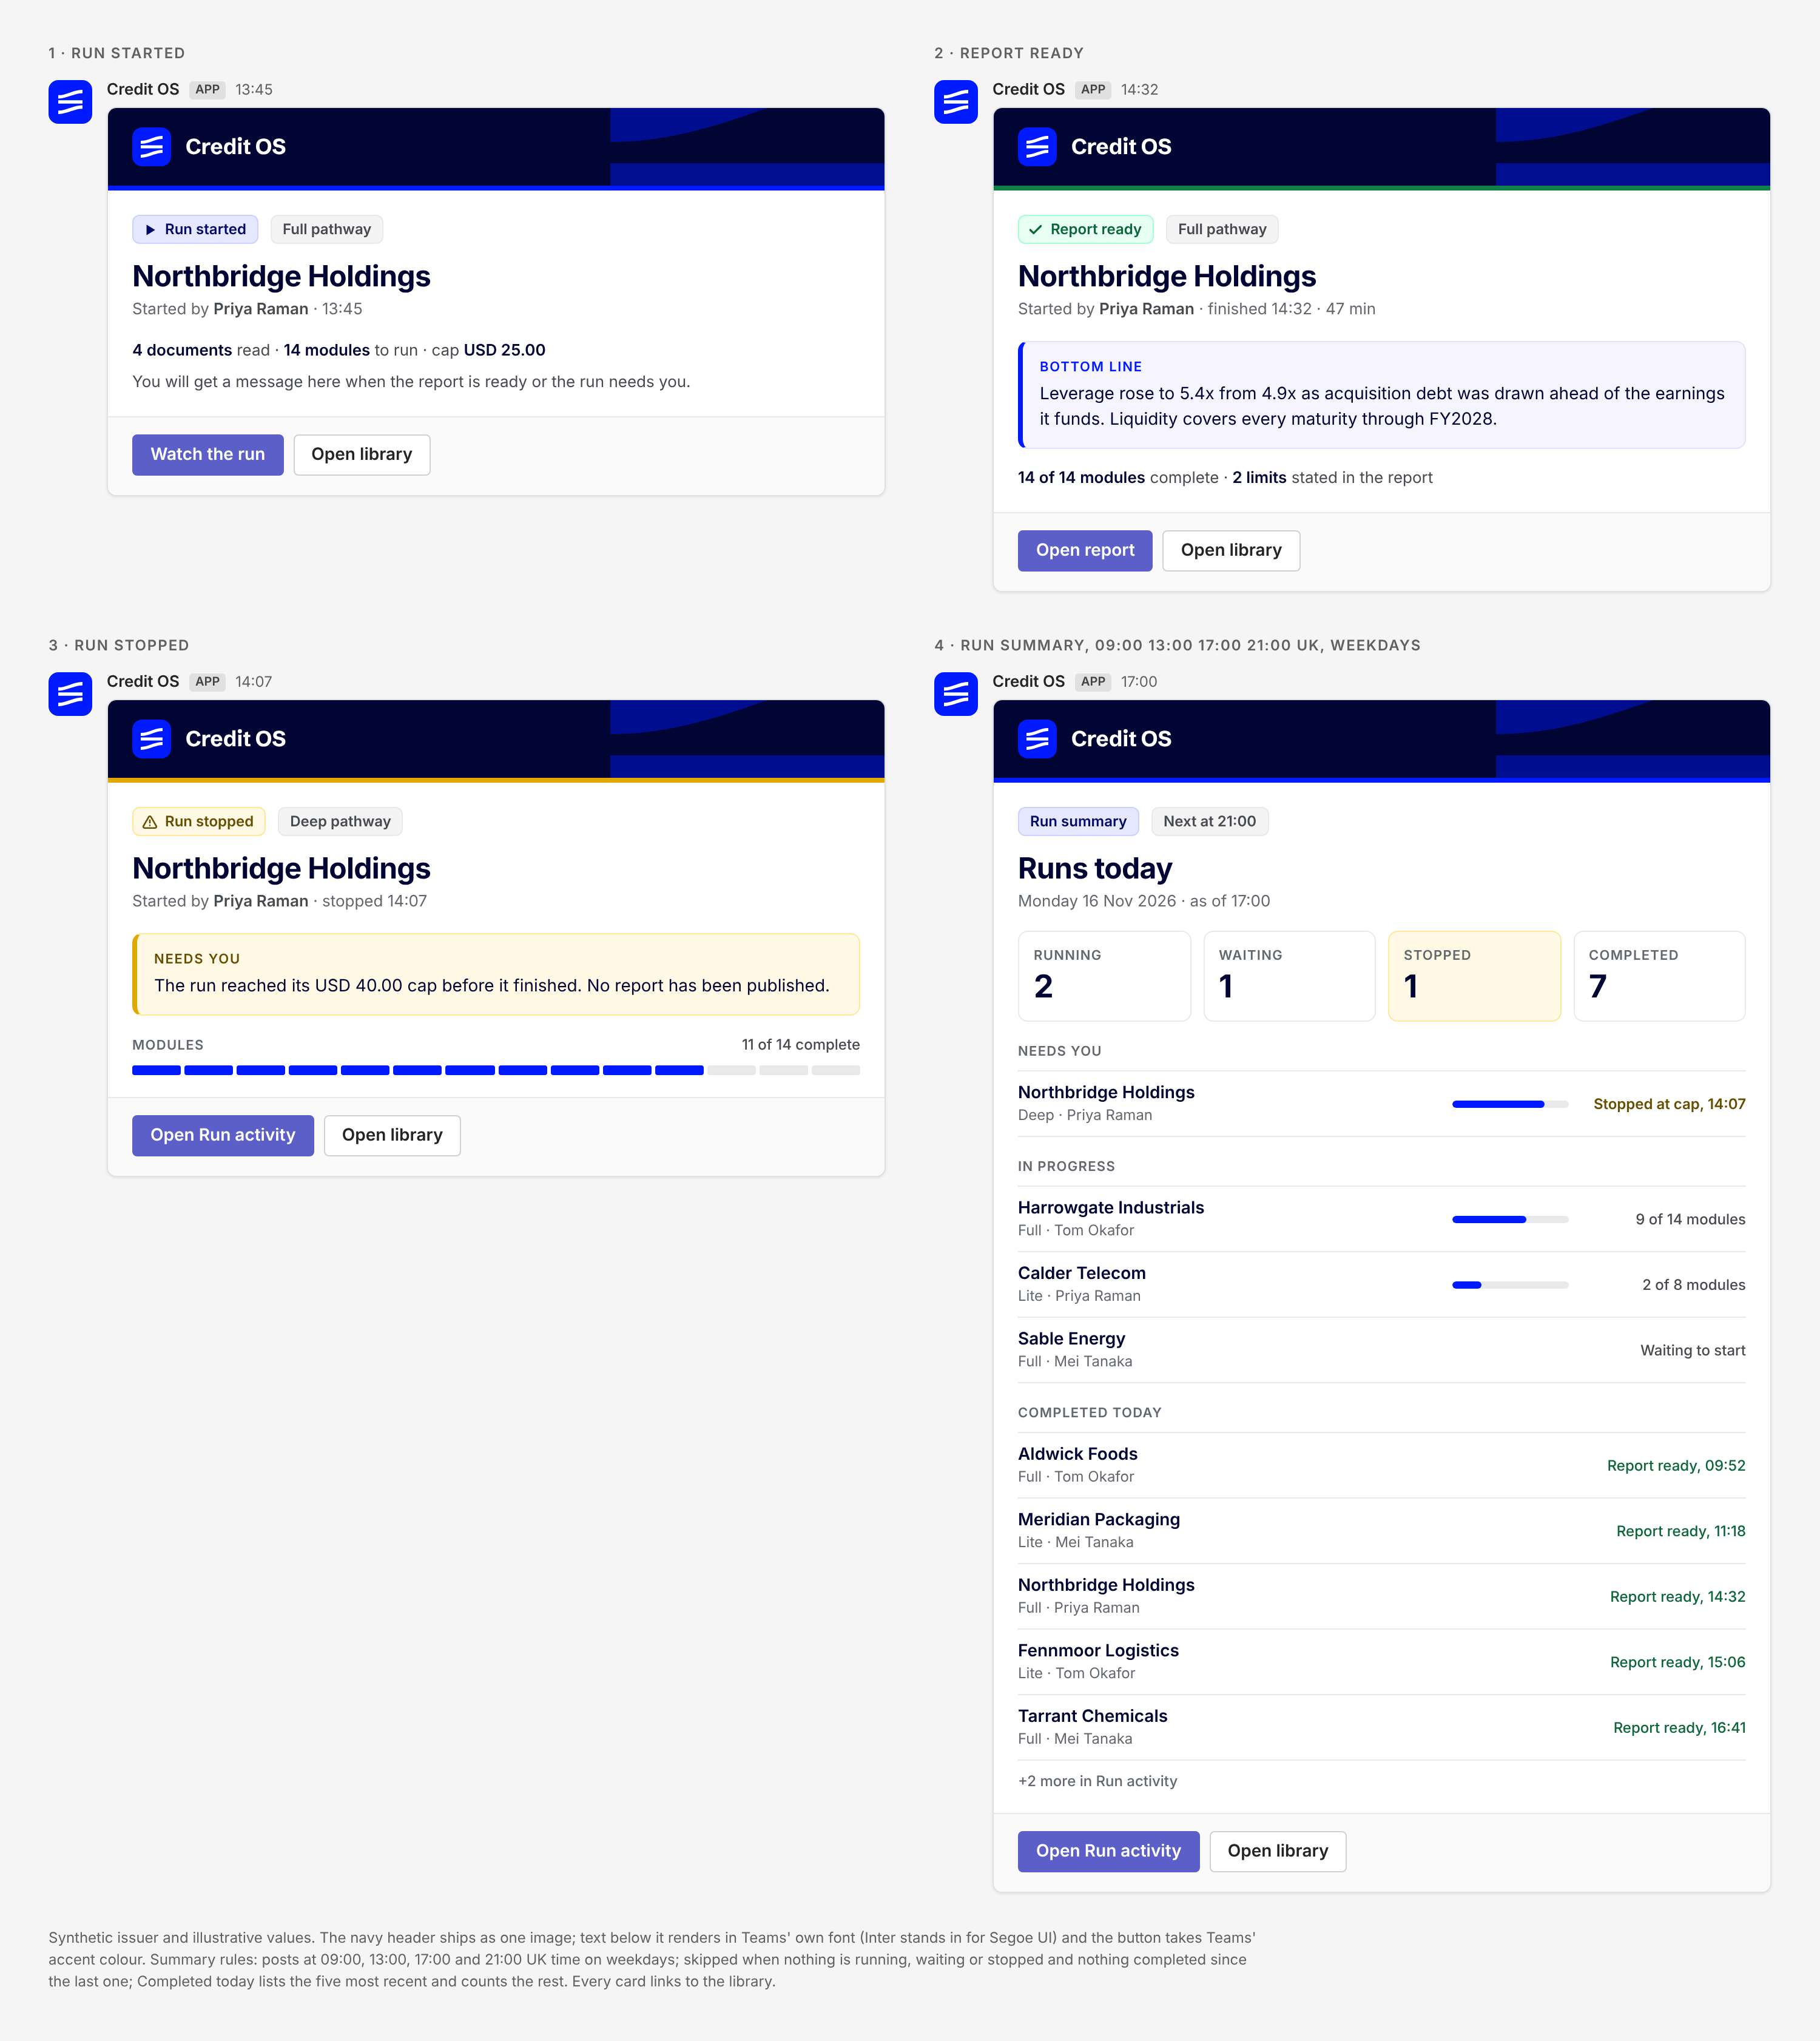 1 · RUN STARTED
Credit OS APP 13:45
Credit OS
Run started Full pathway
Northbridge Holdings
Started by Priya Raman · 13:45
4 documents read · 14 modules to run · cap USD 25.00
You will get a message here when the report is ready or the run needs you.
Watch the run Open library
2 · REPORT READY
Credit OS APP 14:32
Credit OS
Report ready Full pathway
Northbridge Holdings
Started by Priya Raman · finished 14:32 · 47 min
BOTTOM LINE
Leverage rose to 5.4x from 4.9x as acquisition debt was drawn ahead of the earnings
it funds. Liquidity covers every maturity through FY2028.
14 of 14 modules complete · 2 limits stated in the report
Open report Open library
3 · RUN STOPPED
Credit OS APP 14:07
Credit OS
Run stopped Deep pathway
Northbridge Holdings
Started by Priya Raman · stopped 14:07
NEEDS YOU
The run reached its USD 40.00 cap before it finished. No report has been published.
MODULES 11 of 14 complete
Open Run activity Open library
4 · RUN SUMMARY, 09:00 13:00 17:00 21:00 UK, WEEKDAYS
Credit OS APP 17:00
Credit OS
Run summary Next at 21:00
Runs today
Monday 16 Nov 2026 · as of 17:00
RUNNING WAITING STOPPED COMPLETED
2 1 1 7
NEEDS YOU
Northbridge Holdings
Deep · Priya Raman
Stopped at cap, 14:07
IN PROGRESS
Harrowgate Industrials
Full · Tom Okafor
9 of 14 modules
Calder Telecom
Lite · Priya Raman
2 of 8 modules
Sable Energy
Full · Mei Tanaka
Waiting to start
COMPLETED TODAY
Aldwick Foods
Full · Tom Okafor
Report ready, 09:52
Meridian Packaging
Lite · Mei Tanaka
Report ready, 11:18
Northbridge Holdings
Full · Priya Raman
Report ready, 14:32
Fennmoor Logistics
Lite · Tom Okafor
Report ready, 15:06
Tarrant Chemicals
Full · Mei Tanaka
Report ready, 16:41
+2 more in Run activity
Open Run activity Open library
Synthetic issuer and illustrative values. The navy header ships as one image; text below it renders in Teams' own font (Inter stands in for Segoe UI) and the button takes Teams'
accent colour. Summary rules: posts at 09:00, 13:00, 17:00 and 21:00 UK time on weekdays; skipped when nothing is running, waiting or stopped and nothing completed since
the last one; Completed today lists the five most recent and counts the rest. Every card links to the library.